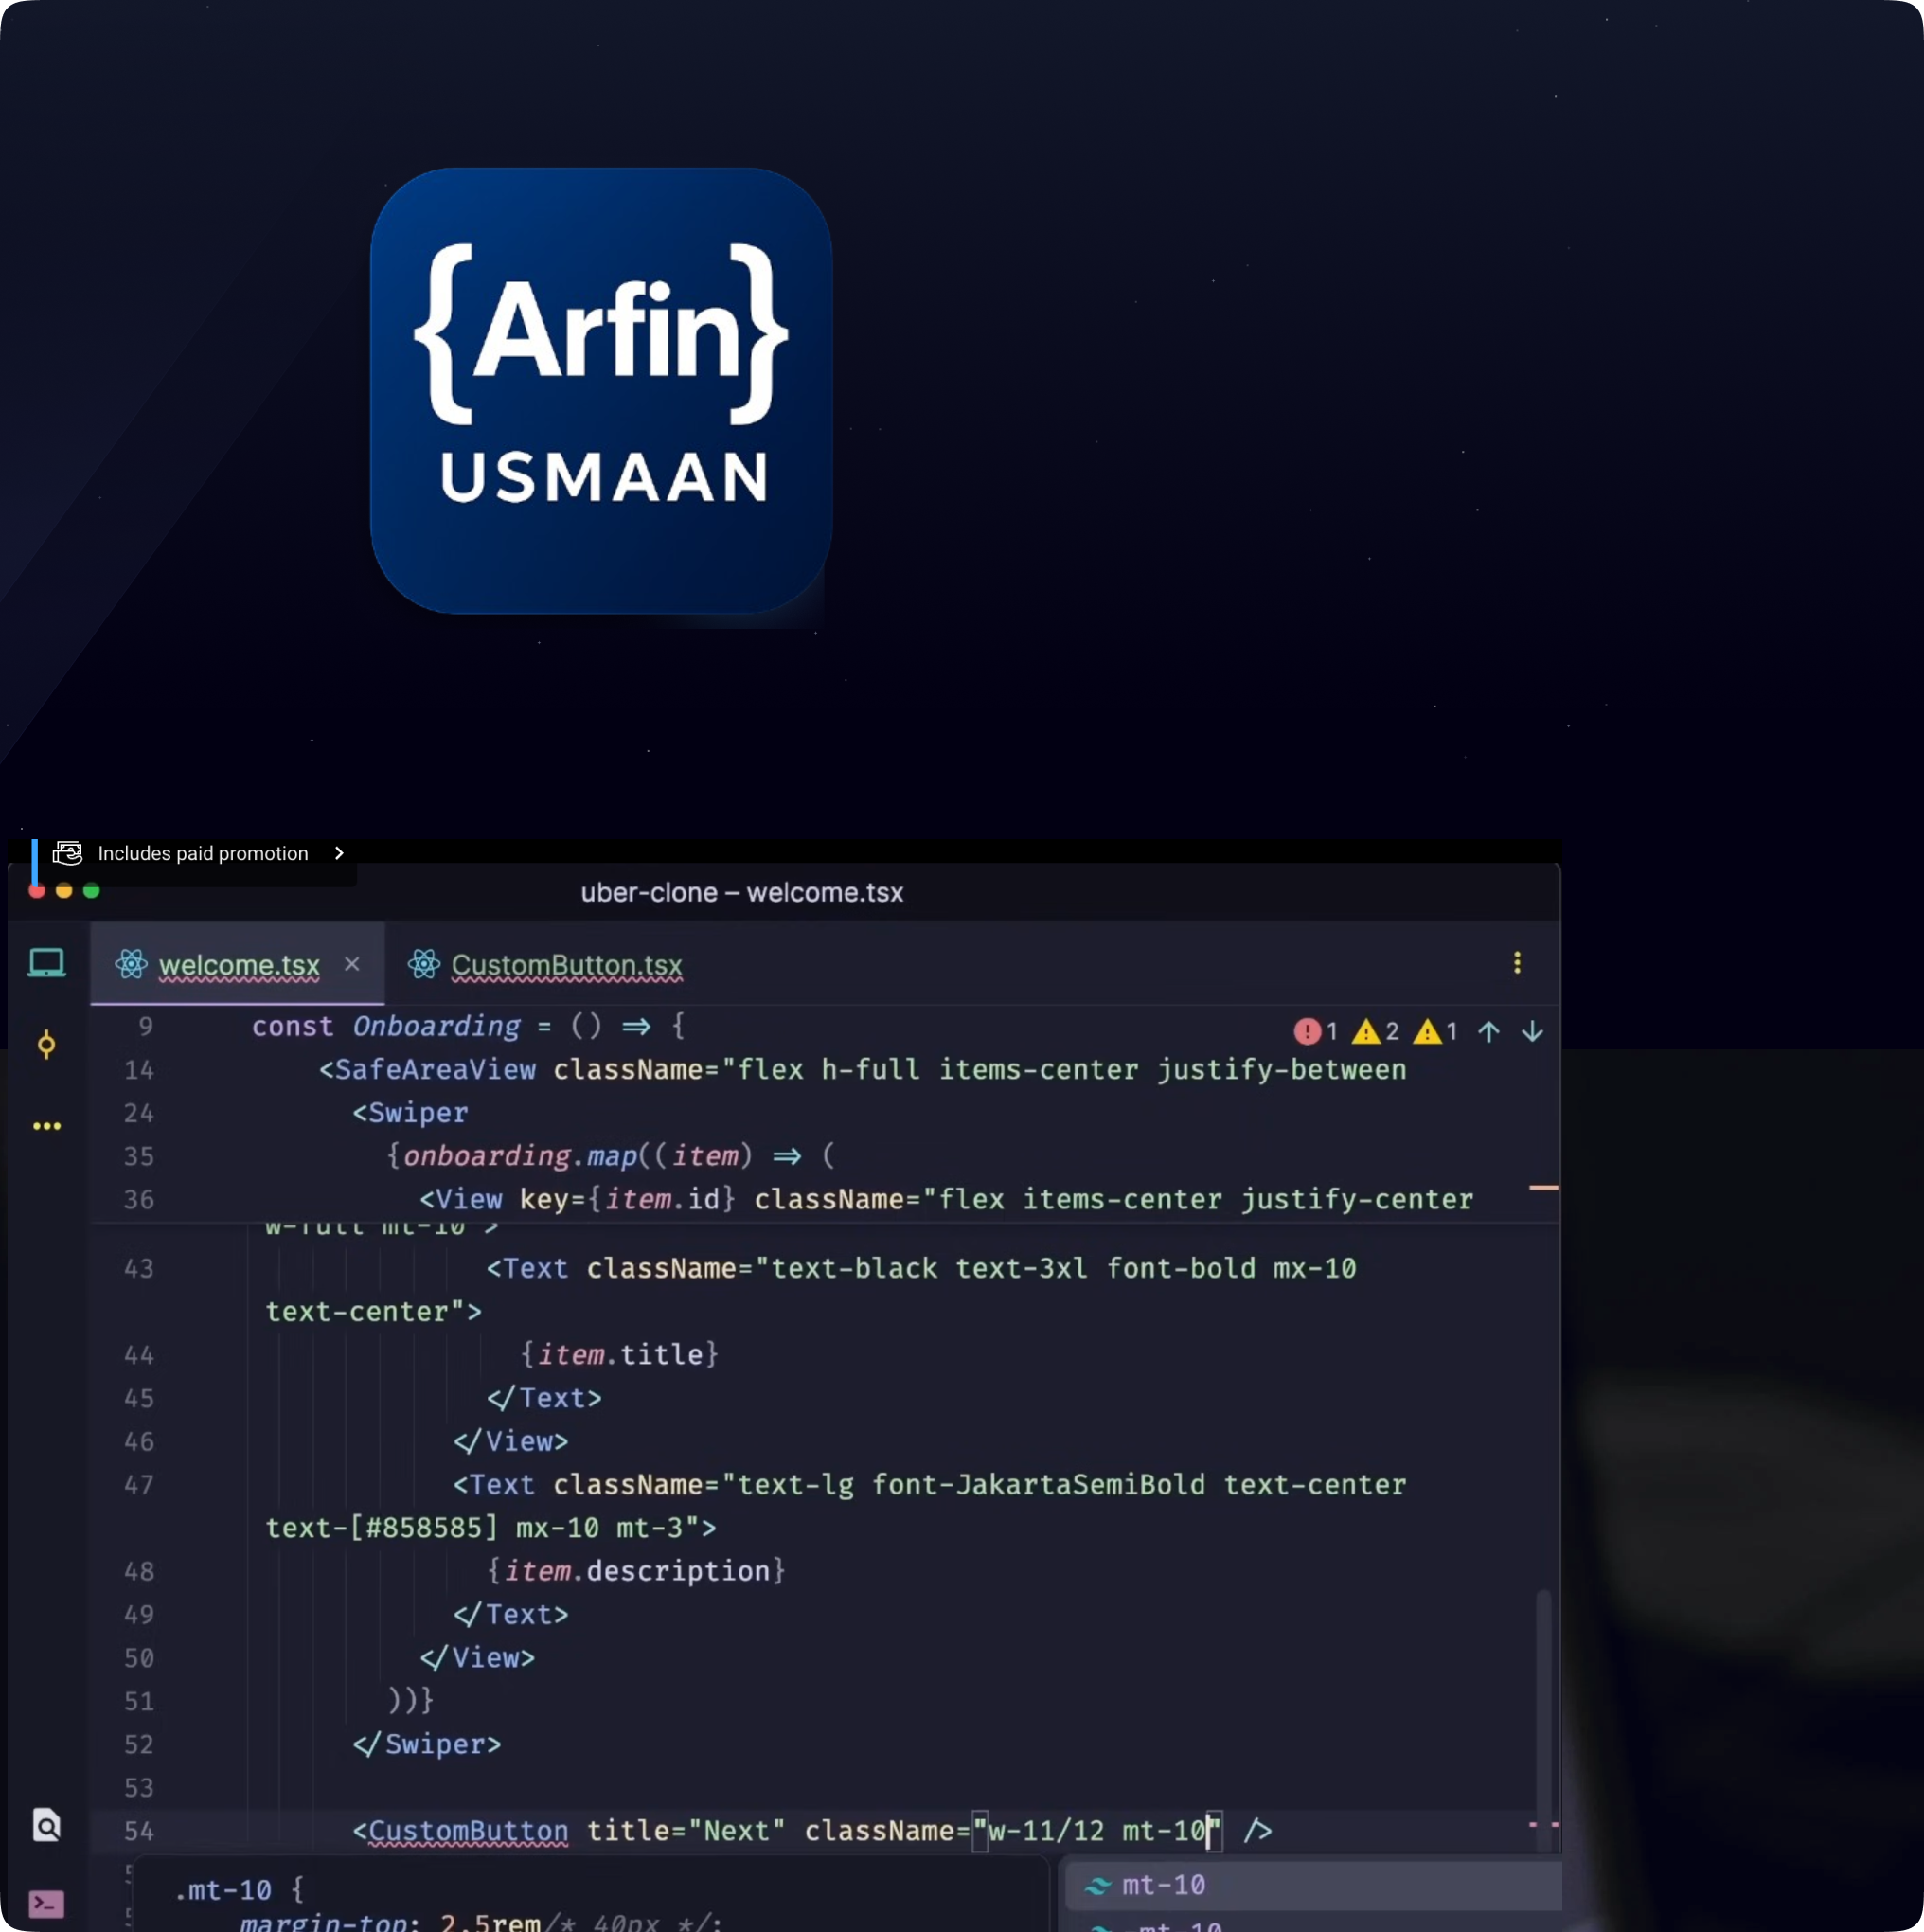 {Arfin}
USMAAN
Includes paid promotion
uber-clone – welcome.tsx
welcome.tsx
CustomButton.tsx
9 const Onboarding = () => {
1 2 1
14 <SafeAreaView className="flex h-full items-center justify-between
24 <Swiper
35 {onboarding.map((item) => (
36 <View key={item.id} className="flex items-center justify-center
w-full mt-10">
43 <Text className="text-black text-3xl font-bold mx-10
text-center">
44 {item.title}
45 </Text>
46 </View>
47 <Text className="text-lg font-JakartaSemiBold text-center
text-[#858585] mx-10 mt-3">
48 {item.description}
49 </Text>
50 </View>
51 ))}
52 </Swiper>
53
54 <CustomButton title="Next" className="w-11/12 mt-10" />
.mt-10 {
margin-top: 2.5rem/* 40px */;
mt-10
-mt-10